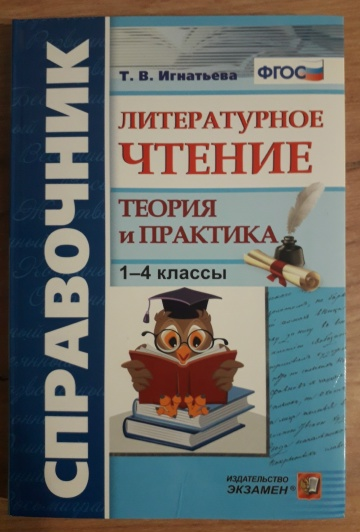 СПРАВОЧНИК
Т. В. Игнатьева
ФГОС
ЛИТЕРАТУРНОЕ
ЧТЕНИЕ
ТЕОРИЯ
и ПРАКТИКА
1–4 классы
ИЗДАТЕЛЬСТВО
ЭКЗАМЕН®